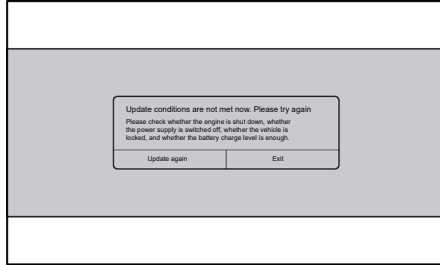 Update conditions are not met now. Please try again
Please check whether the engine is shut down, whether
the power supply is switched off, whether the vehicle is
locked, and whether the battery charge level is enough.
Update again
Exit